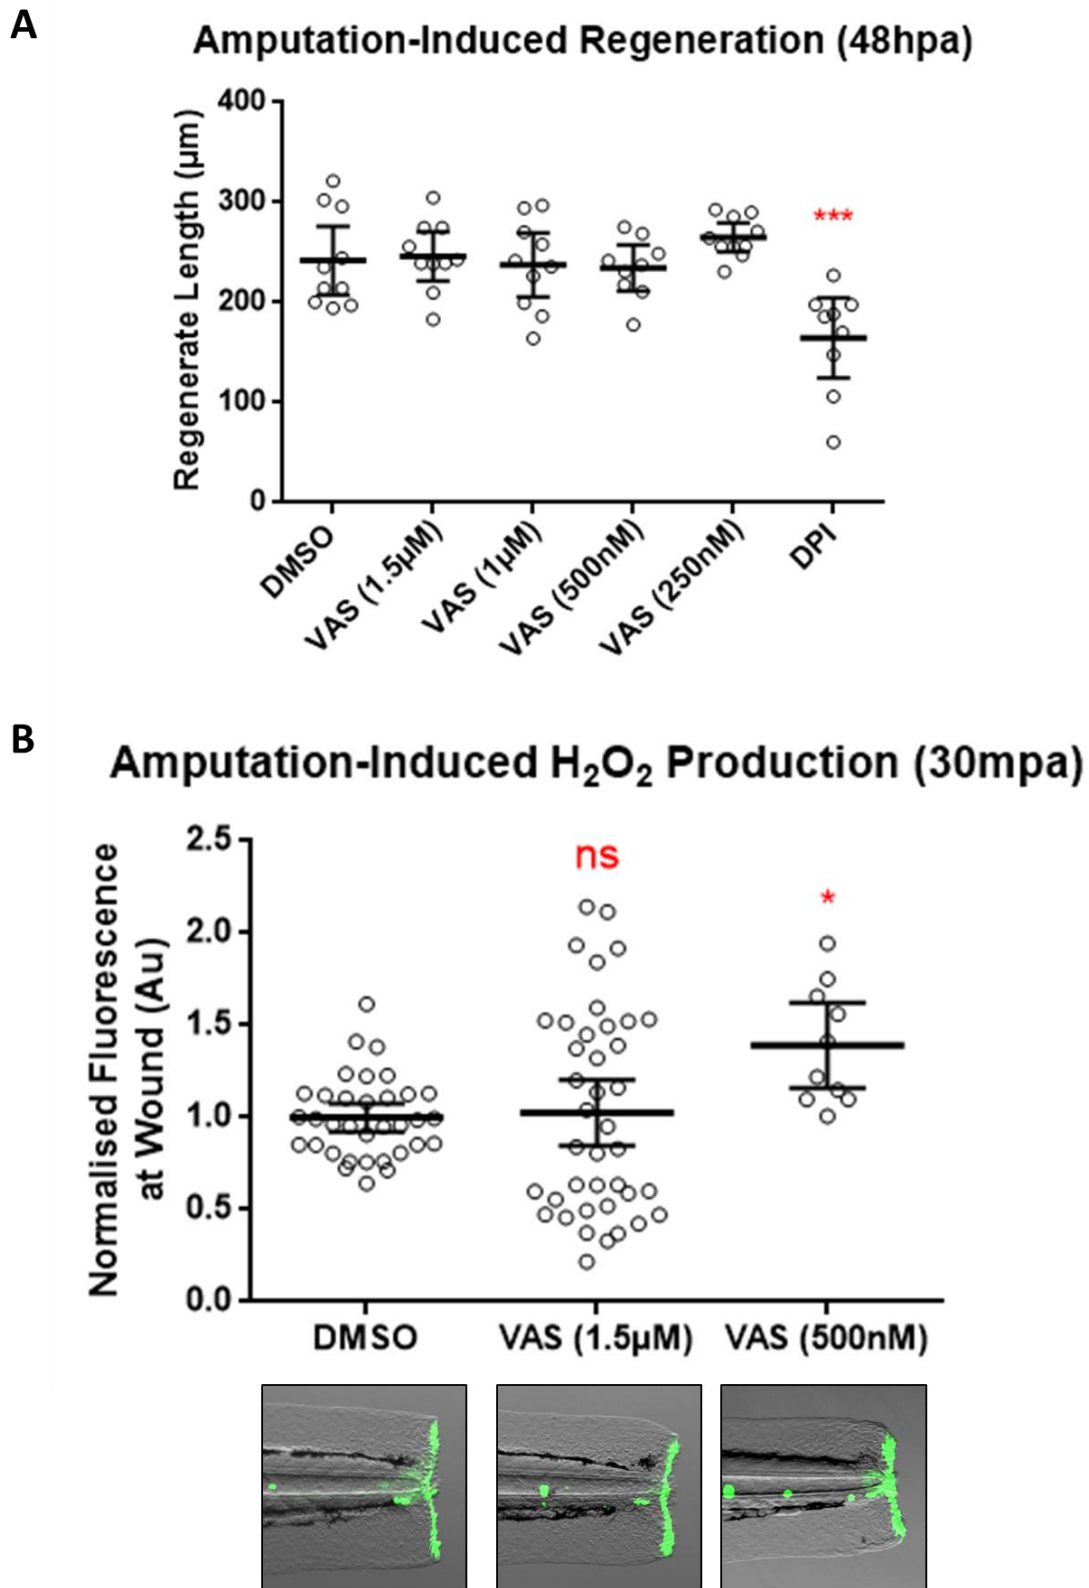 A
Amputation-Induced Regeneration (48hpa)
Regenerate Length (µm)
400
300
200
100
0
***
DMSO
VAS (1.5µM)
VAS (1µM)
VAS (500nM)
VAS (250nM)
DPI
B
Amputation-Induced H₂O₂ Production (30mpa)
Normalised Fluorescence
at Wound (Au)
2.5
2.0
1.5
1.0
0.5
0.0
ns
*
DMSO
VAS (1.5µM)
VAS (500nM)